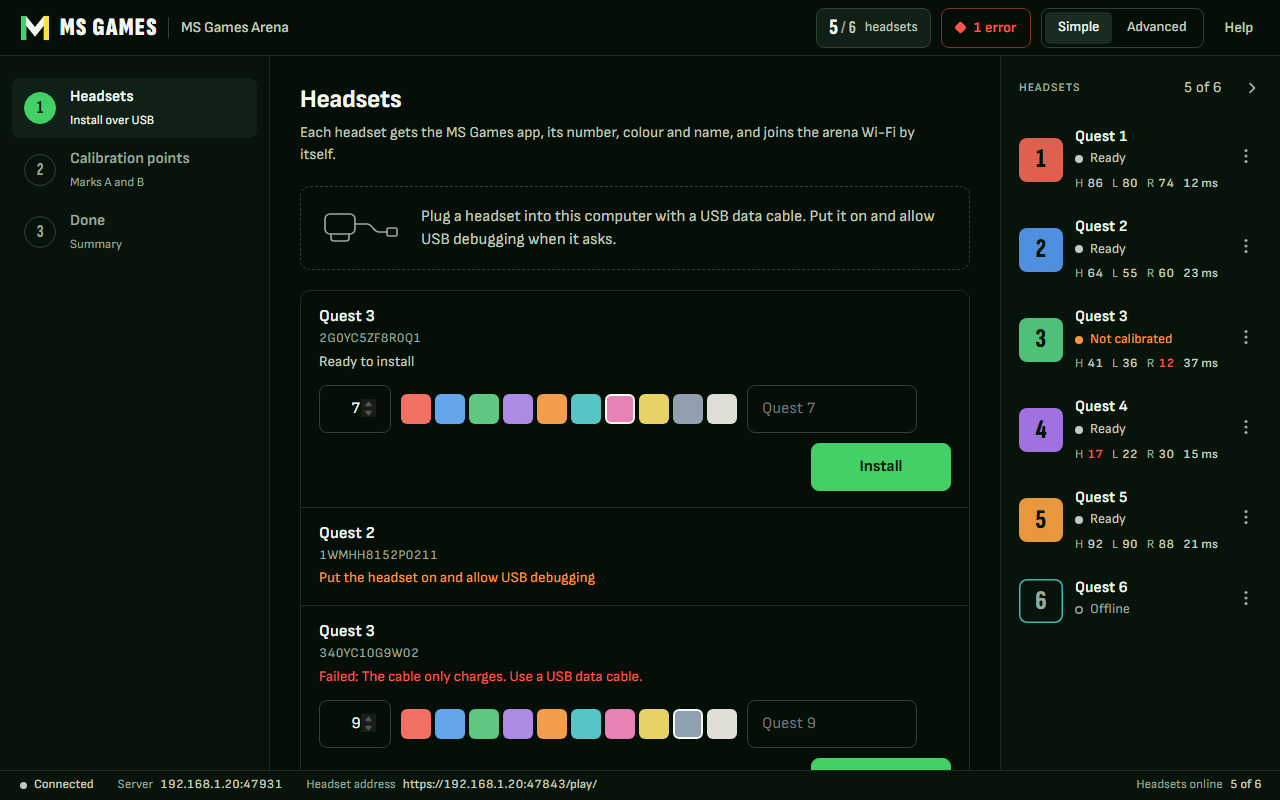 MS GAMES
MS Games Arena
5 / 6 headsets
1 error
Simple
Advanced
Help
1
Headsets
Install over USB
2
Calibration points
Marks A and B
3
Done
Summary
Headsets
Each headset gets the MS Games app, its number, colour and name, and joins the arena Wi-Fi by
itself.
Plug a headset into this computer with a USB data cable. Put it on and allow
USB debugging when it asks.
Quest 3
2G0YC5ZF8R0Q1
Ready to install
7
Quest 7
Install
Quest 2
1WMHH8152P0211
Put the headset on and allow USB debugging
Quest 3
340YC10G9W02
Failed: The cable only charges. Use a USB data cable.
9
Quest 9
HEADSETS
5 of 6
1
Quest 1
Ready
H 86 L 80 R 74 12 ms
2
Quest 2
Ready
H 64 L 55 R 60 23 ms
3
Quest 3
Not calibrated
H 41 L 36 R 12 37 ms
4
Quest 4
Ready
H 17 L 22 R 30 15 ms
5
Quest 5
Ready
H 92 L 90 R 88 21 ms
6
Quest 6
Offline
Connected
Server 192.168.1.20:47931
Headset address https://192.168.1.20:47843/play/
Headsets online 5 of 6